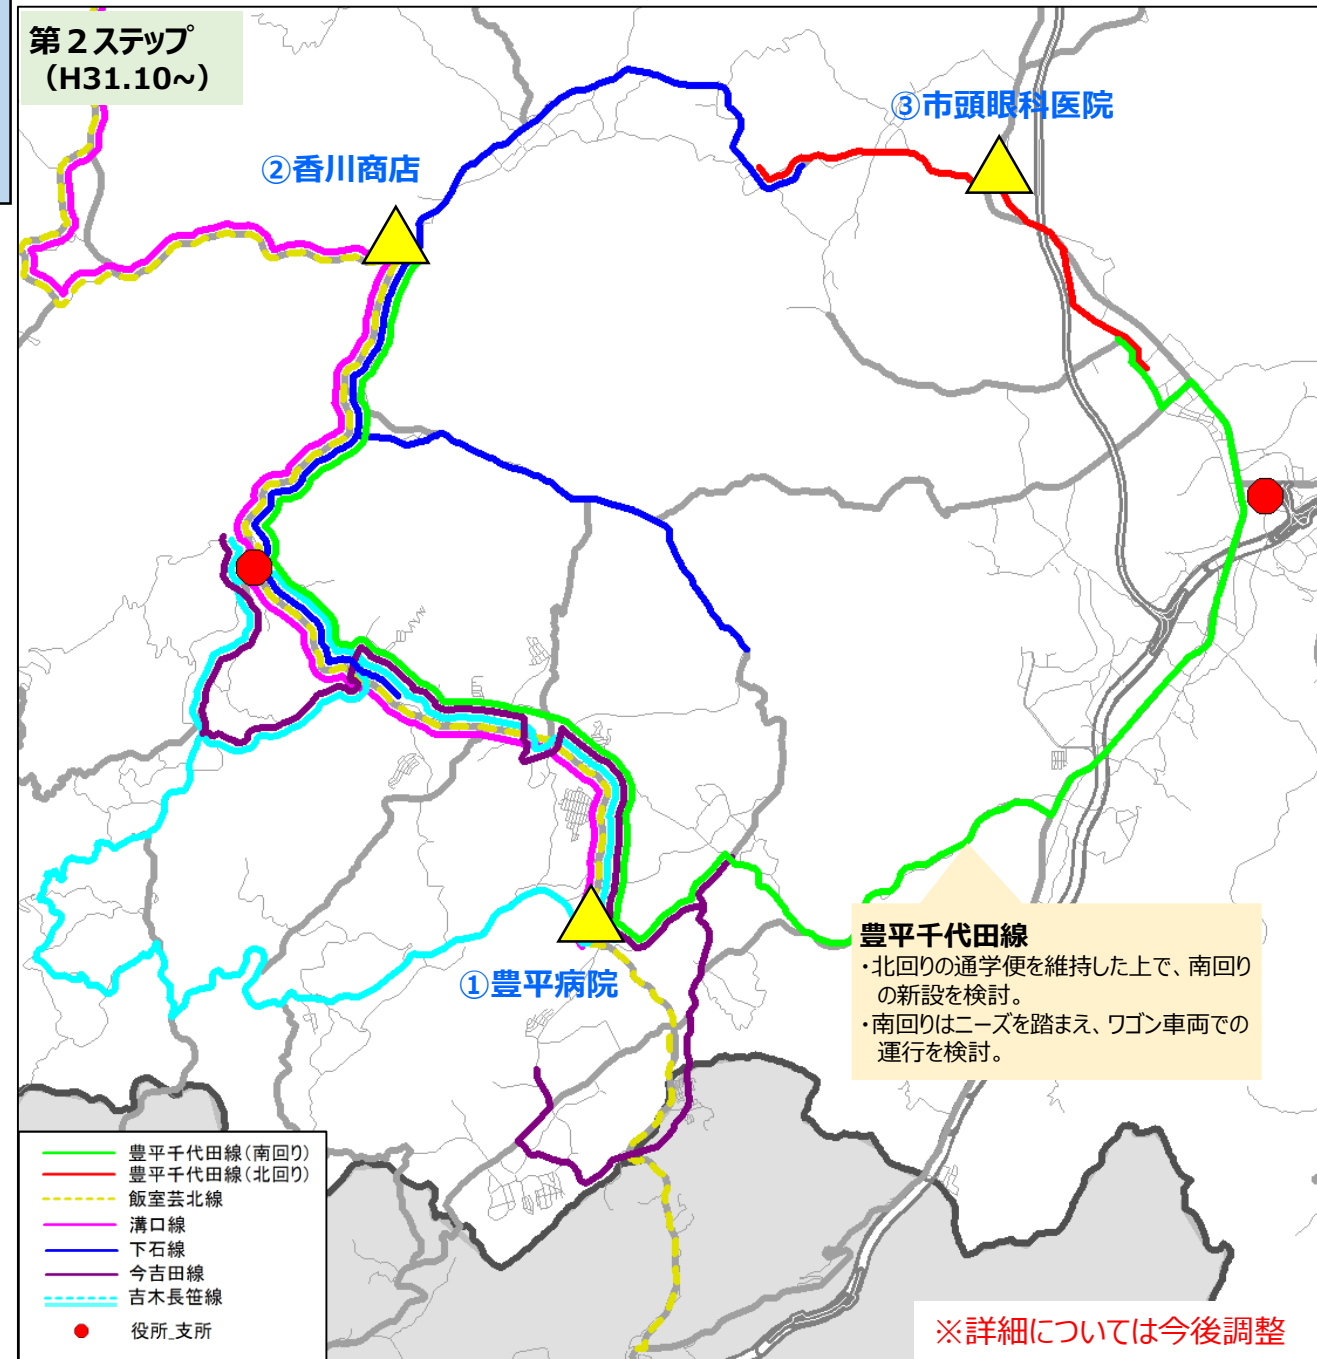 第２ステップ
（H31.10~）
③市頭眼科医院
②香川商店
①豊平病院
豊平千代田線
・北回りの通学便を維持した上で、南回り
の新設を検討。
・南回りはニーズを踏まえ、ワゴン車両での
運行を検討。
豊平千代田線(南回り)
豊平千代田線(北回り)
飯室芸北線
溝口線
下石線
今吉田線
吉木長笹線
役所_支所
※詳細については今後調整